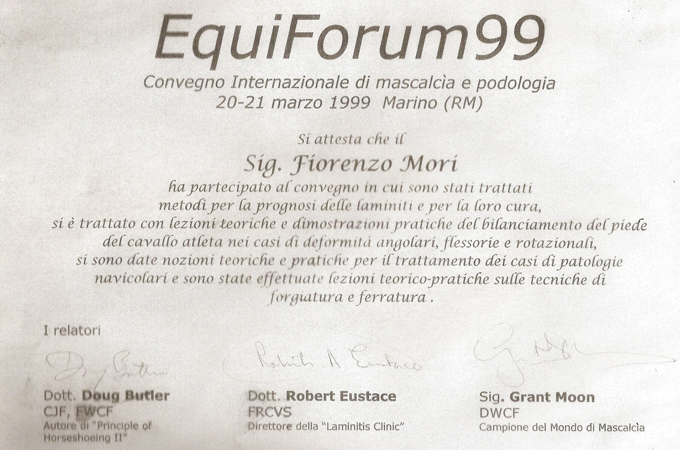 EquiForum99
Convegno Internazionale di mascalcìa e podologia
20-21 marzo 1999 Marino (RM)
Si attesta che il
Sig. Fiorenzo Mori
ha partecipato al convegno in cui sono stati trattati
metodi per la prognosi delle laminiti e per la loro cura,
si è trattato con lezioni teoriche e dimostrazioni pratiche del bilanciamento del piede
del cavallo atleta nei casi di deformità angolari, flessorie e rotazionali,
si sono date nozioni teoriche e pratiche per il trattamento dei casi di patologie
navicolari e sono state effettuate lezioni teorico-pratiche sulle tecniche di
forgiatura e ferratura .
I relatori
Dott. Doug Butler
CJF, FWCF
Autore di "Principle of
Horseshoeing II"
Robert A Eustace
Dott. Robert Eustace
FRCVS
Direttore della "Laminitis Clinic"
Sig. Grant Moon
DWCF
Campione del Mondo di Mascalcìa